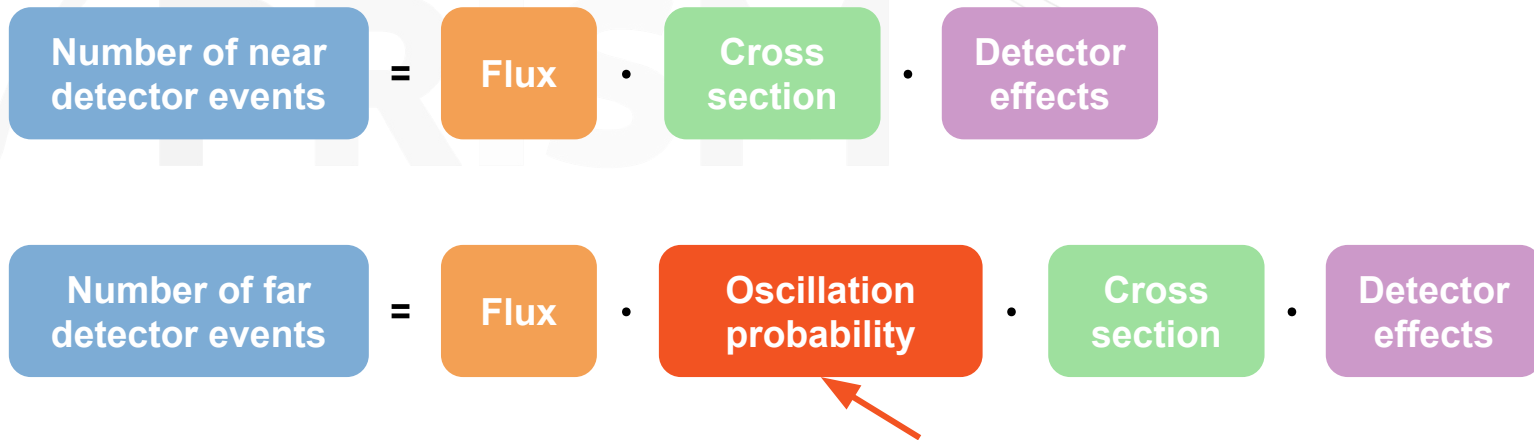 Number of near
detector events
=
Flux
·
Cross
section
·
Detector
effects
Number of far
detector events
=
Flux
·
Oscillation
probability
·
Cross
section
·
Detector
effects